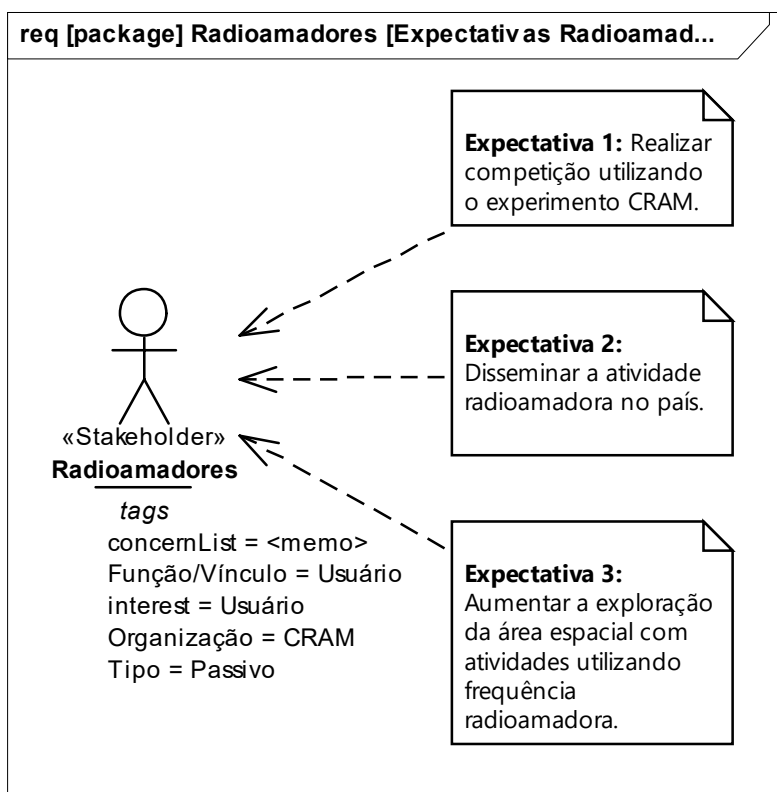 req [package] Radioamadores [Expectativas Radioamad...
Expectativa 1: Realizar
competição utilizando
o experimento CRAM.
Expectativa 2:
Disseminar a atividade
radioamadora no país.
«Stakeholder»
Radioamadores
tags
concernList = <memo>
Função/Vínculo = Usuário
interest = Usuário
Organização = CRAM
Tipo = Passivo
Expectativa 3:
Aumentar a exploração
da área espacial com
atividades utilizando
frequência
radioamadora.